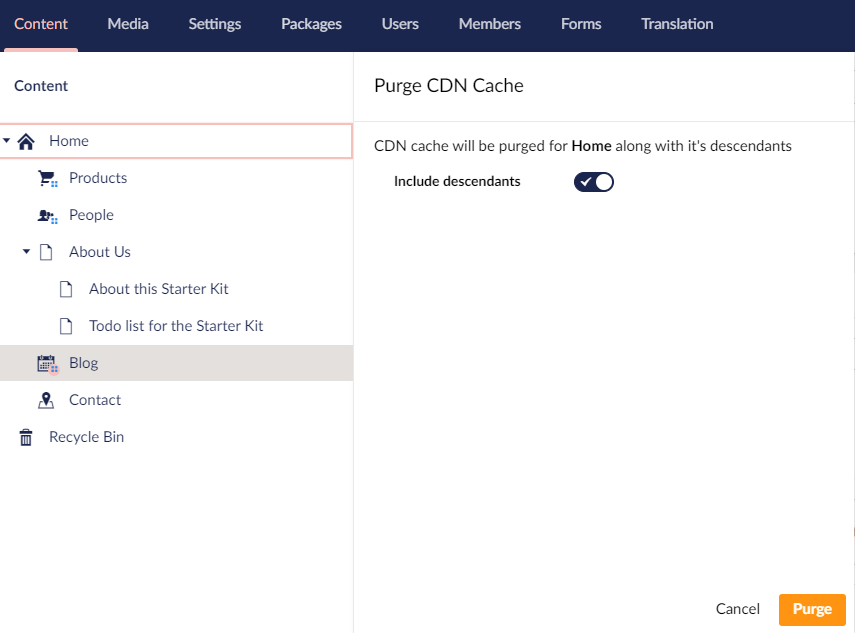 Content Media Settings Packages Users Members Forms Translation
Content
Home
Products
People
About Us
About this Starter Kit
Todo list for the Starter Kit
Blog
Contact
Recycle Bin
Purge CDN Cache
CDN cache will be purged for Home along with it's descendants
Include descendants
Cancel Purge